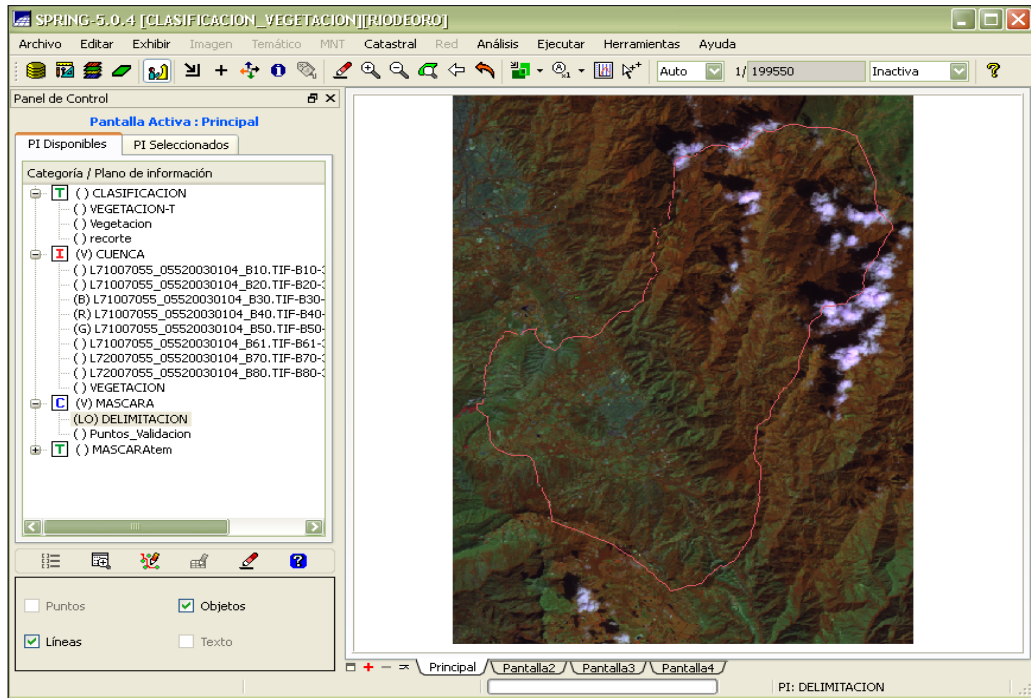 SPRING-5.0.4 [CLASIFICACION_VEGETACION][RIODEORO]
Archivo Editar Exhibir Imagen Temático MNT Catastral Red Análisis Ejecutar Herramientas Ayuda
Auto 1/ 199550 Inactiva
Panel de Control
Pantalla Activa : Principal
PI Disponibles PI Seleccionados
Categoría / Plano de información
T ( ) CLASIFICACION
( ) VEGETACION-T
( ) Vegetacion
( ) recorte
I (V) CUENCA
( ) L71007055_05520030104_B10.TIF-B10-
( ) L71007055_05520030104_B20.TIF-B20-
(B) L71007055_05520030104_B30.TIF-B30-
(R) L71007055_05520030104_B40.TIF-B40-
(G) L71007055_05520030104_B50.TIF-B50-
( ) L71007055_05520030104_B61.TIF-B61-
( ) L72007055_05520030104_B70.TIF-B70-
( ) L72007055_05520030104_B80.TIF-B80-
( ) VEGETACION
C (V) MASCARA
(LO) DELIMITACION
( ) Puntos_Validacion
T ( ) MASCARAtem
Puntos Objetos
Líneas Texto
Principal Pantalla2 Pantalla3 Pantalla4
PI: DELIMITACION